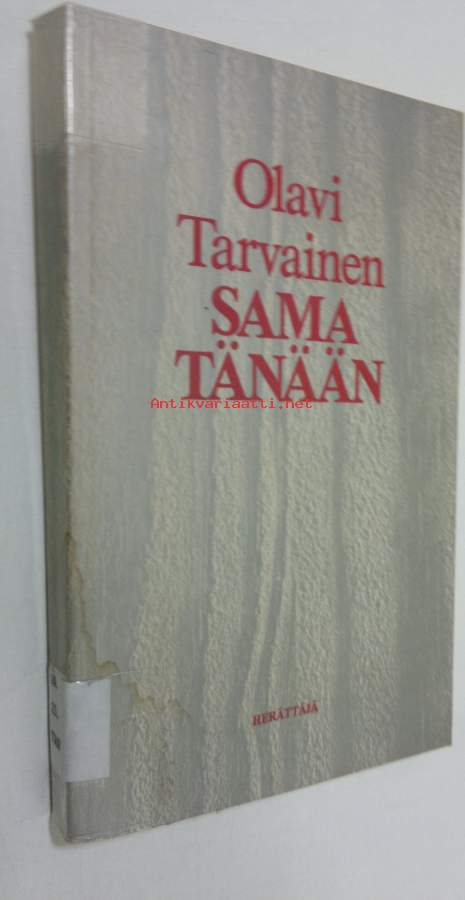 Olavi
Tarvainen
SAMA
TÄNÄÄN
Antikvariaatti.net
HERÄTTÄJÄ